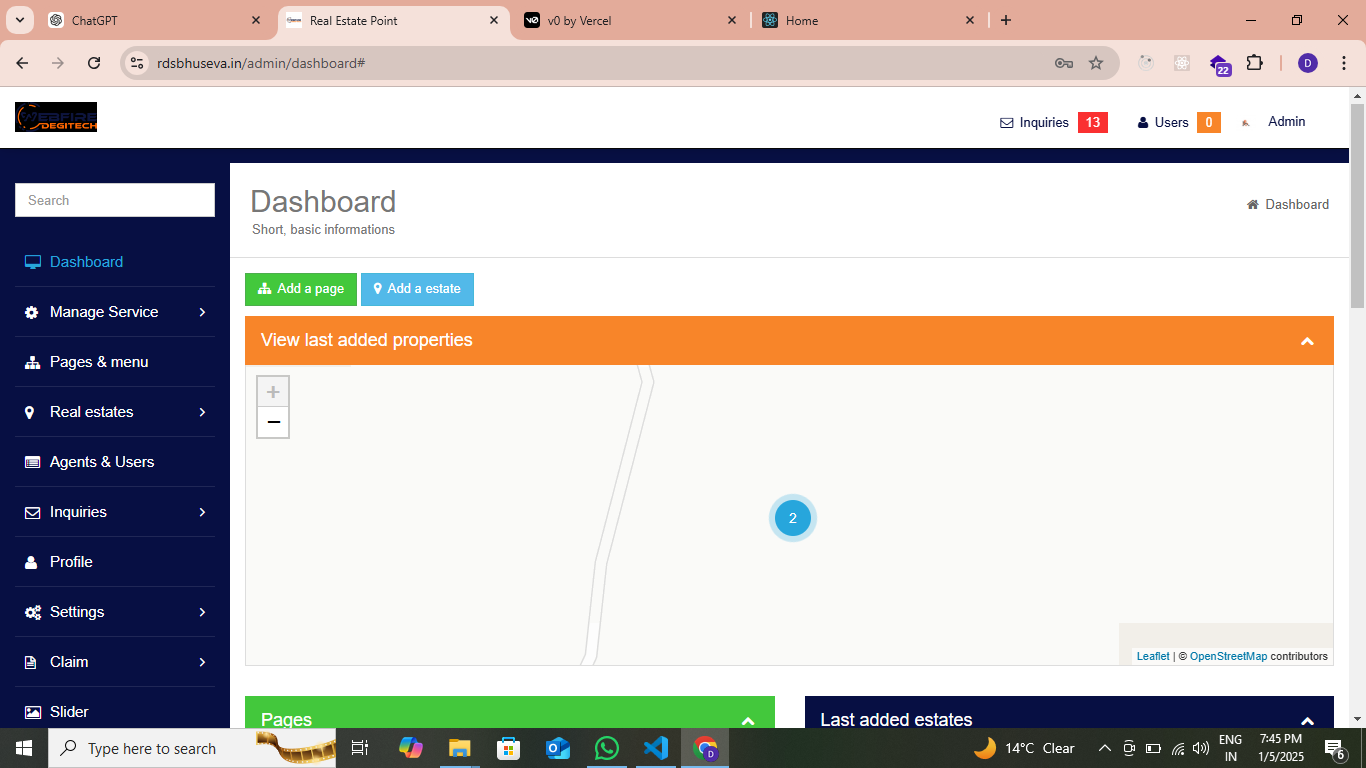 ChatGPT
Real Estate Point
v0 by Vercel
Home
rdsbhuseva.in/admin/dashboard#
22
D
WEBFIRE
DEGITECH
Inquiries 13
Users 0
Admin
Search
Dashboard
Manage Service
Pages & menu
Real estates
Agents & Users
Inquiries
Profile
Settings
Claim
Slider
Dashboard
Short, basic informations
Dashboard
Add a page
Add a estate
View last added properties
+
−
2
Leaflet | © OpenStreetMap contributors
Pages
Last added estates
Type here to search
14°C Clear
ENG
IN
7:45 PM
1/5/2025
6